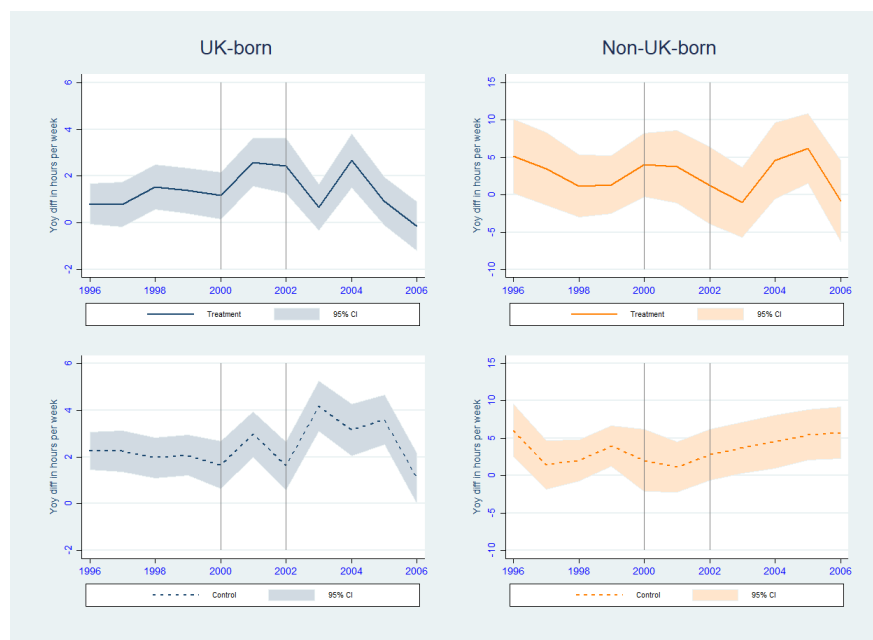 UK-born
Non-UK-born
Yoy diff in hours per week
6
4
2
0
-2
1996 1998 2000 2002 2004 2006
Treatment 95% CI
Yoy diff in hours per week
15
10
5
0
-5
-10
1996 1998 2000 2002 2004 2006
Treatment 95% CI
Yoy diff in hours per week
6
4
2
0
-2
1996 1998 2000 2002 2004 2006
Control 95% CI
Yoy diff in hours per week
15
10
5
0
-5
-10
1996 1998 2000 2002 2004 2006
Control 95% CI